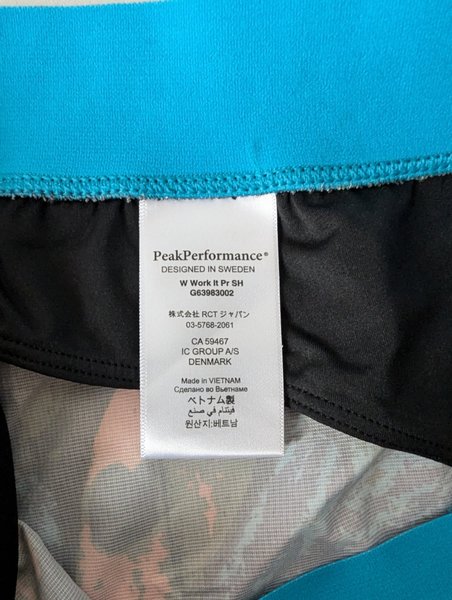 PeakPerformance®
DESIGNED IN SWEDEN
W Work It Pr SH
G63983002
株式会社 RCT ジャパン
03-5768-2061
CA 59467
IC GROUP A/S
DENMARK
Made in VIETNAM
Сделано во Вьетнаме
ベトナム製
فيتنام في صنع
원산지:베트남